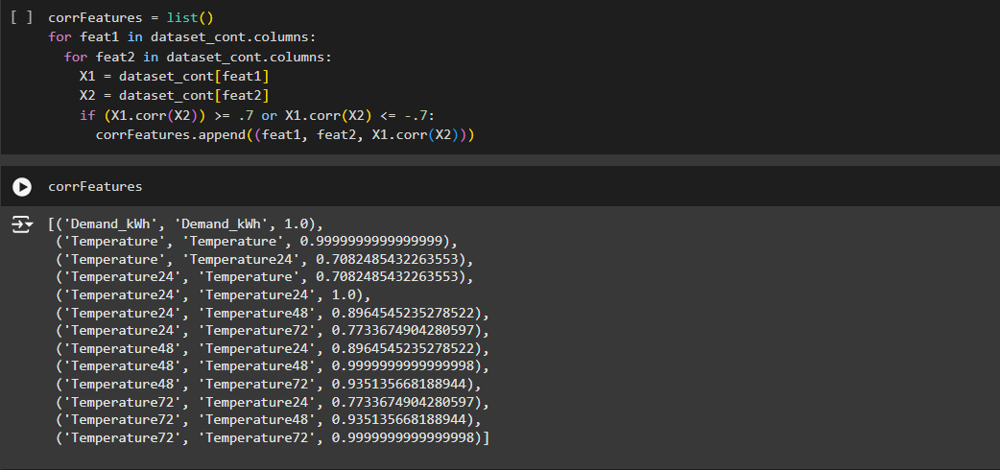 [ ] corrFeatures = list()
for feat1 in dataset_cont.columns:
  for feat2 in dataset_cont.columns:
    X1 = dataset_cont[feat1]
    X2 = dataset_cont[feat2]
    if (X1.corr(X2)) >= .7 or X1.corr(X2) <= -.7:
      corrFeatures.append((feat1, feat2, X1.corr(X2)))
corrFeatures
[('Demand_kWh', 'Demand_kWh', 1.0),
 ('Temperature', 'Temperature', 0.9999999999999999),
 ('Temperature', 'Temperature24', 0.7082485432263553),
 ('Temperature24', 'Temperature', 0.7082485432263553),
 ('Temperature24', 'Temperature24', 1.0),
 ('Temperature24', 'Temperature48', 0.8964545235278522),
 ('Temperature24', 'Temperature72', 0.7733674904280597),
 ('Temperature48', 'Temperature24', 0.8964545235278522),
 ('Temperature48', 'Temperature48', 0.9999999999999998),
 ('Temperature48', 'Temperature72', 0.935135668188944),
 ('Temperature72', 'Temperature24', 0.7733674904280597),
 ('Temperature72', 'Temperature48', 0.935135668188944),
 ('Temperature72', 'Temperature72', 0.9999999999999998)]